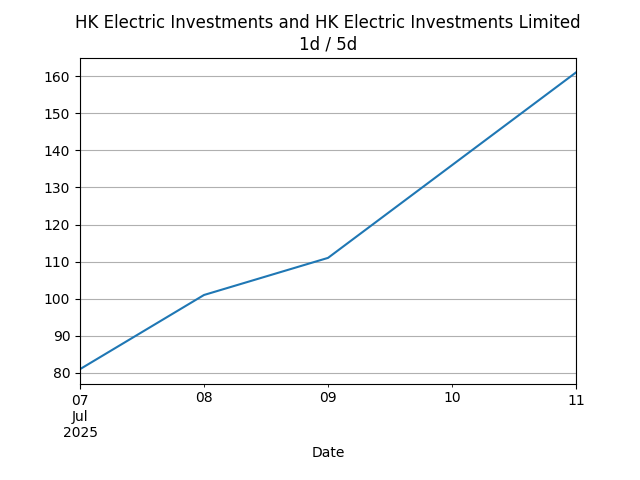 HK Electric Investments and HK Electric Investments Limited
1d / 5d
160
150
140
130
120
110
100
90
80
07 08 09 10 11
Jul
2025
Date